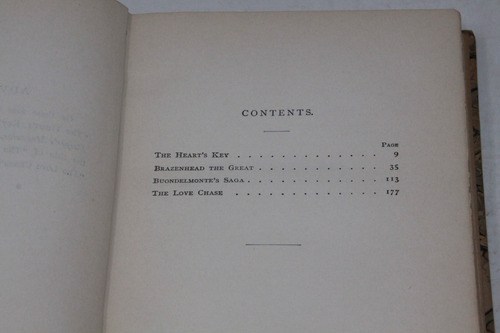 CONTENTS.
PAGE
THE HEART'S KEY . . . . . . . . . . . . . 9
BRAZENHEAD THE GREAT . . . . . . . . . . . 35
BUONDELMONTE'S SAGA . . . . . . . . . . . . 113
THE LOVE CHASE . . . . . . . . . . . . . 177